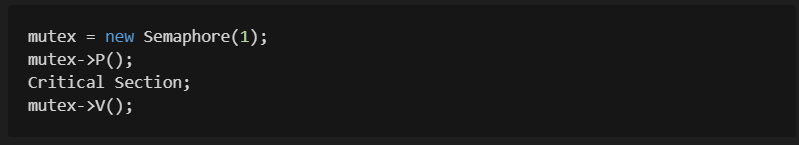 mutex = new Semaphore(1);
mutex->P();
Critical Section;
mutex->V();